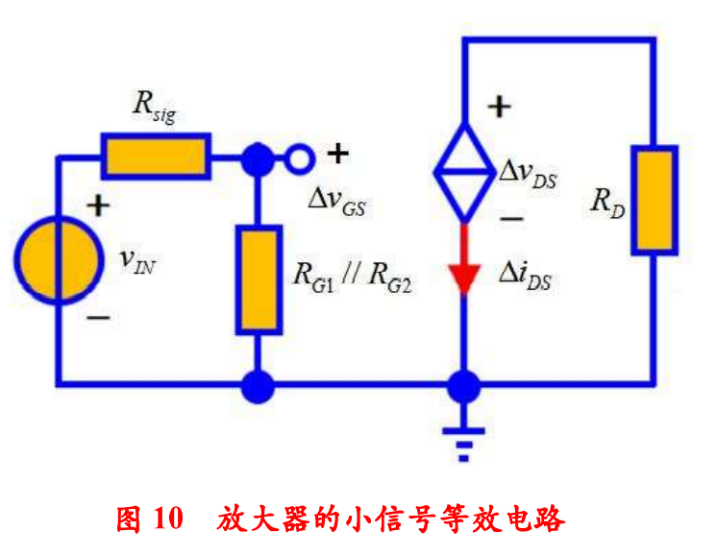 R_sig
+
+
+
Δv_GS
Δv_DS
R_D
v_IN
R_G1 // R_G2
−
Δi_DS
−
图 10 放大器的小信号等效电路